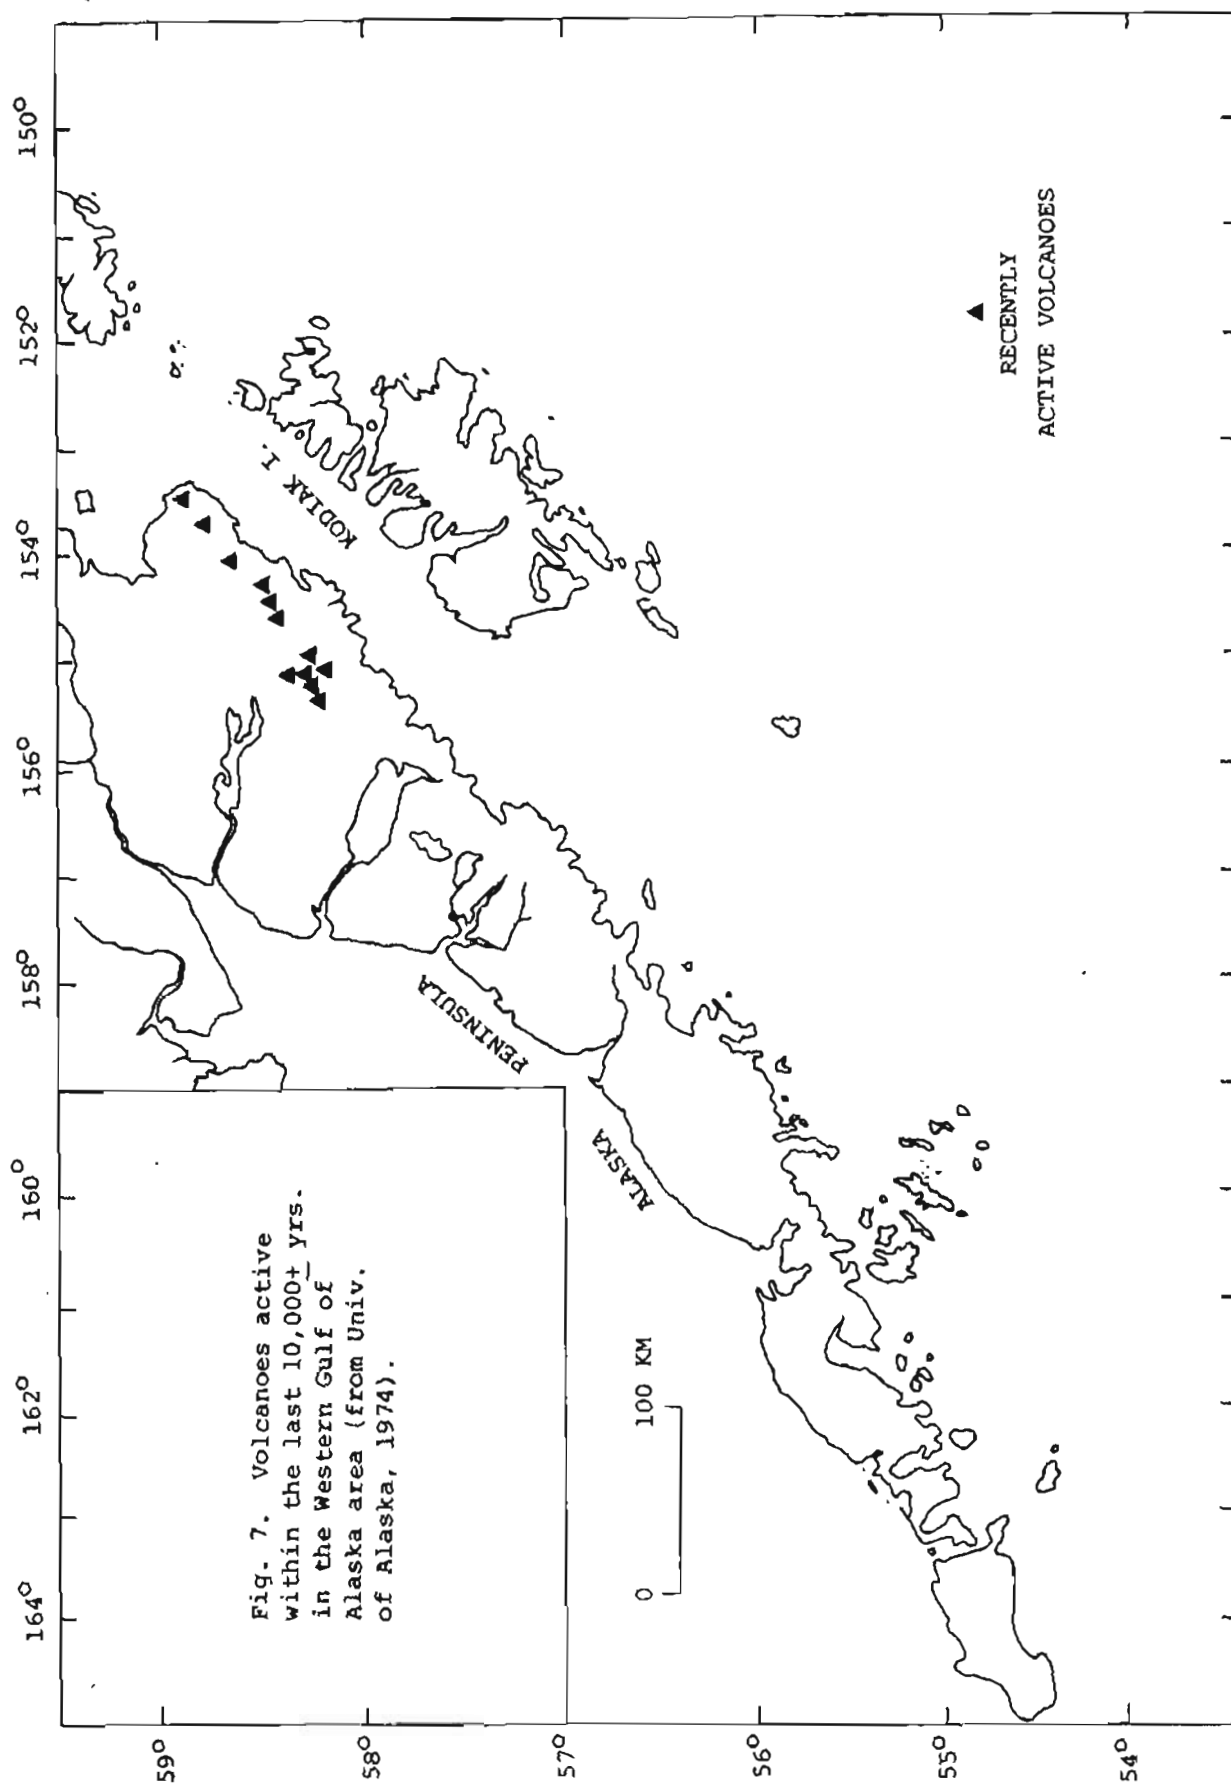 Fig. 7. Volcanoes active
within the last 10,000± yrs.
in the Western Gulf of
Alaska area (from Univ.
of Alaska, 1974).
164°
162°
160°
158°
156°
154°
152°
150°
59°
58°
57°
56°
55°
54°
KODIAK I.
PENINSULA
ALASKA
0 100 KM
RECENTLY
ACTIVE VOLCANOES